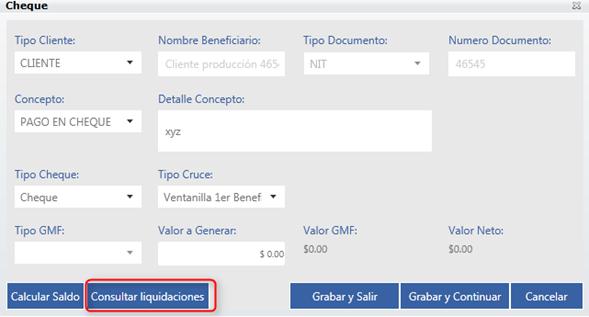 Cheque
Tipo Cliente: Nombre Beneficiario: Tipo Documento: Numero Documento:
CLIENTE Cliente producción 465 NIT 46545
Concepto: Detalle Concepto:
PAGO EN CHEQUE xyz
Tipo Cheque: Tipo Cruce:
Cheque Ventanilla 1er Benef
Tipo GMF: Valor a Generar: Valor GMF: Valor Neto:
$ 0.00 $0.00 $0.00
Calcular Saldo Consultar liquidaciones Grabar y Salir Grabar y Continuar Cancelar